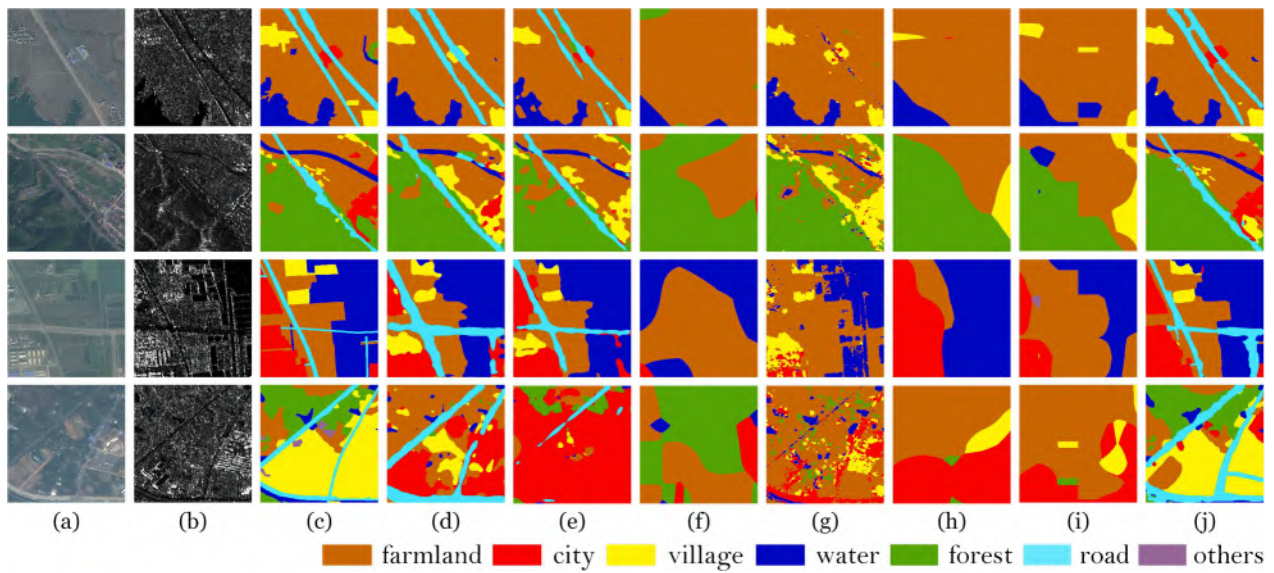 (a) (b) (c) (d) (e) (f) (g) (h) (i) (j)
farmland city village water forest road others